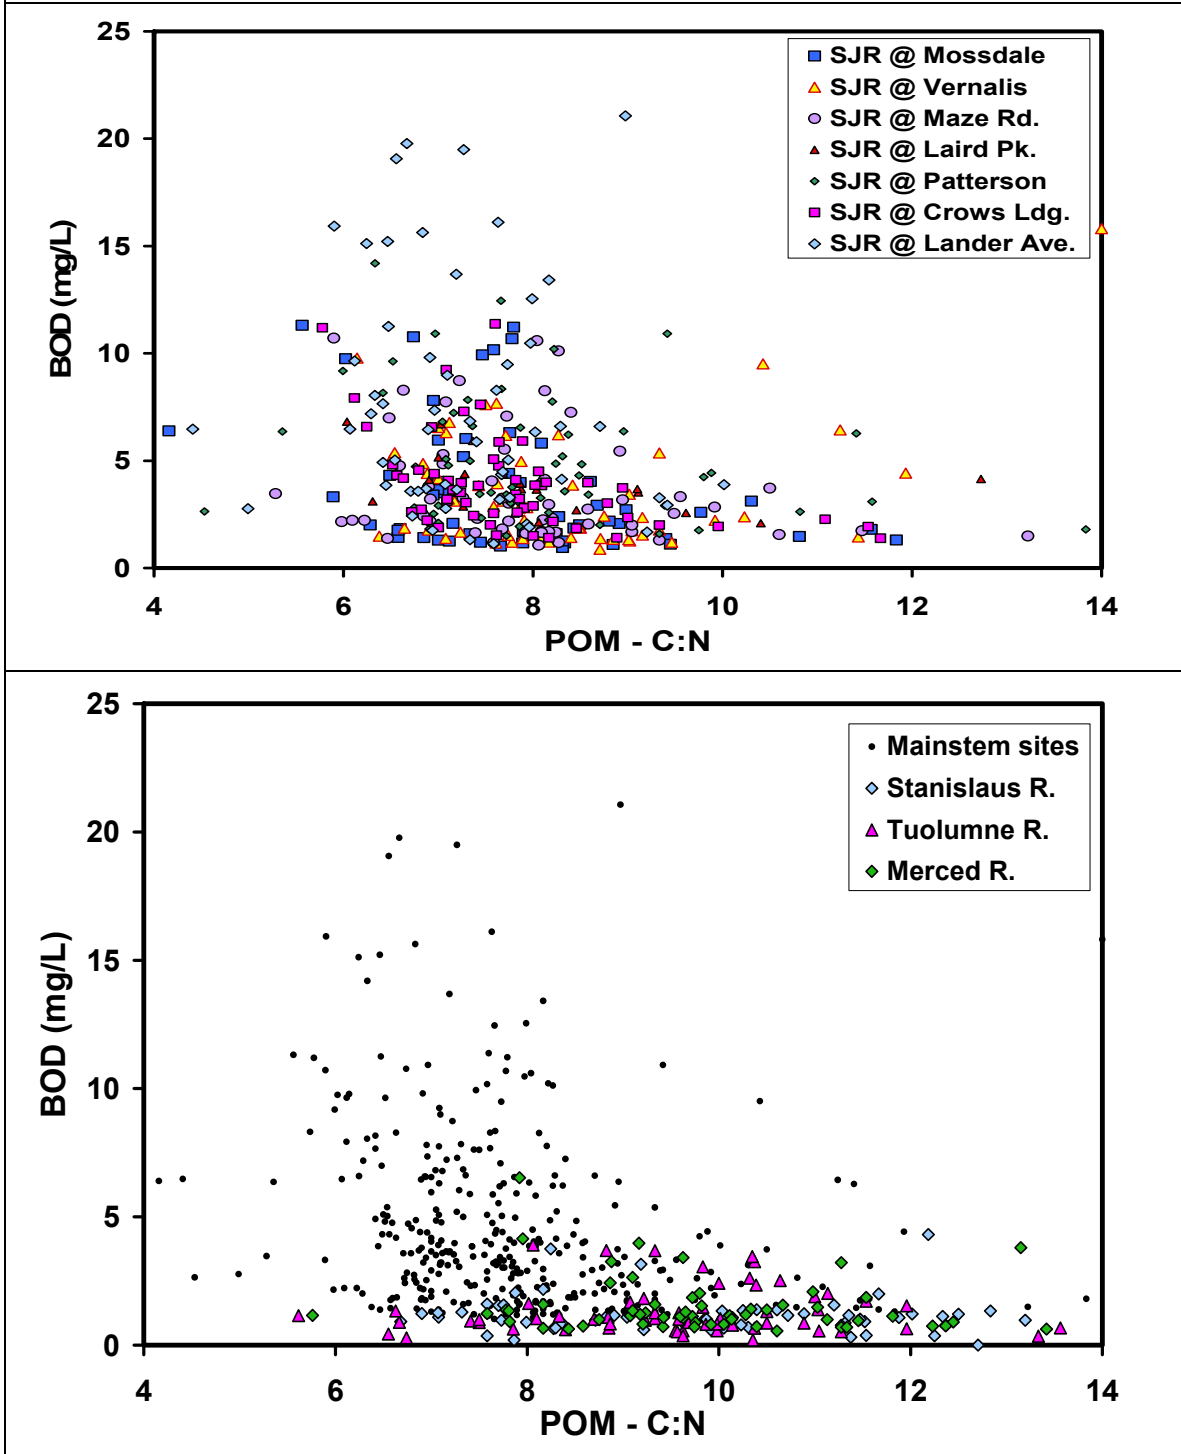 25
20
15
10
5
0
BOD (mg/L)
4
6
8
10
12
14
POM - C:N
SJR @ Mossdale
SJR @ Vernalis
SJR @ Maze Rd.
SJR @ Laird Pk.
SJR @ Patterson
SJR @ Crows Ldg.
SJR @ Lander Ave.
25
20
15
10
5
0
BOD (mg/L)
4
6
8
10
12
14
POM - C:N
Mainstem sites
Stanislaus R.
Tuolumne R.
Merced R.